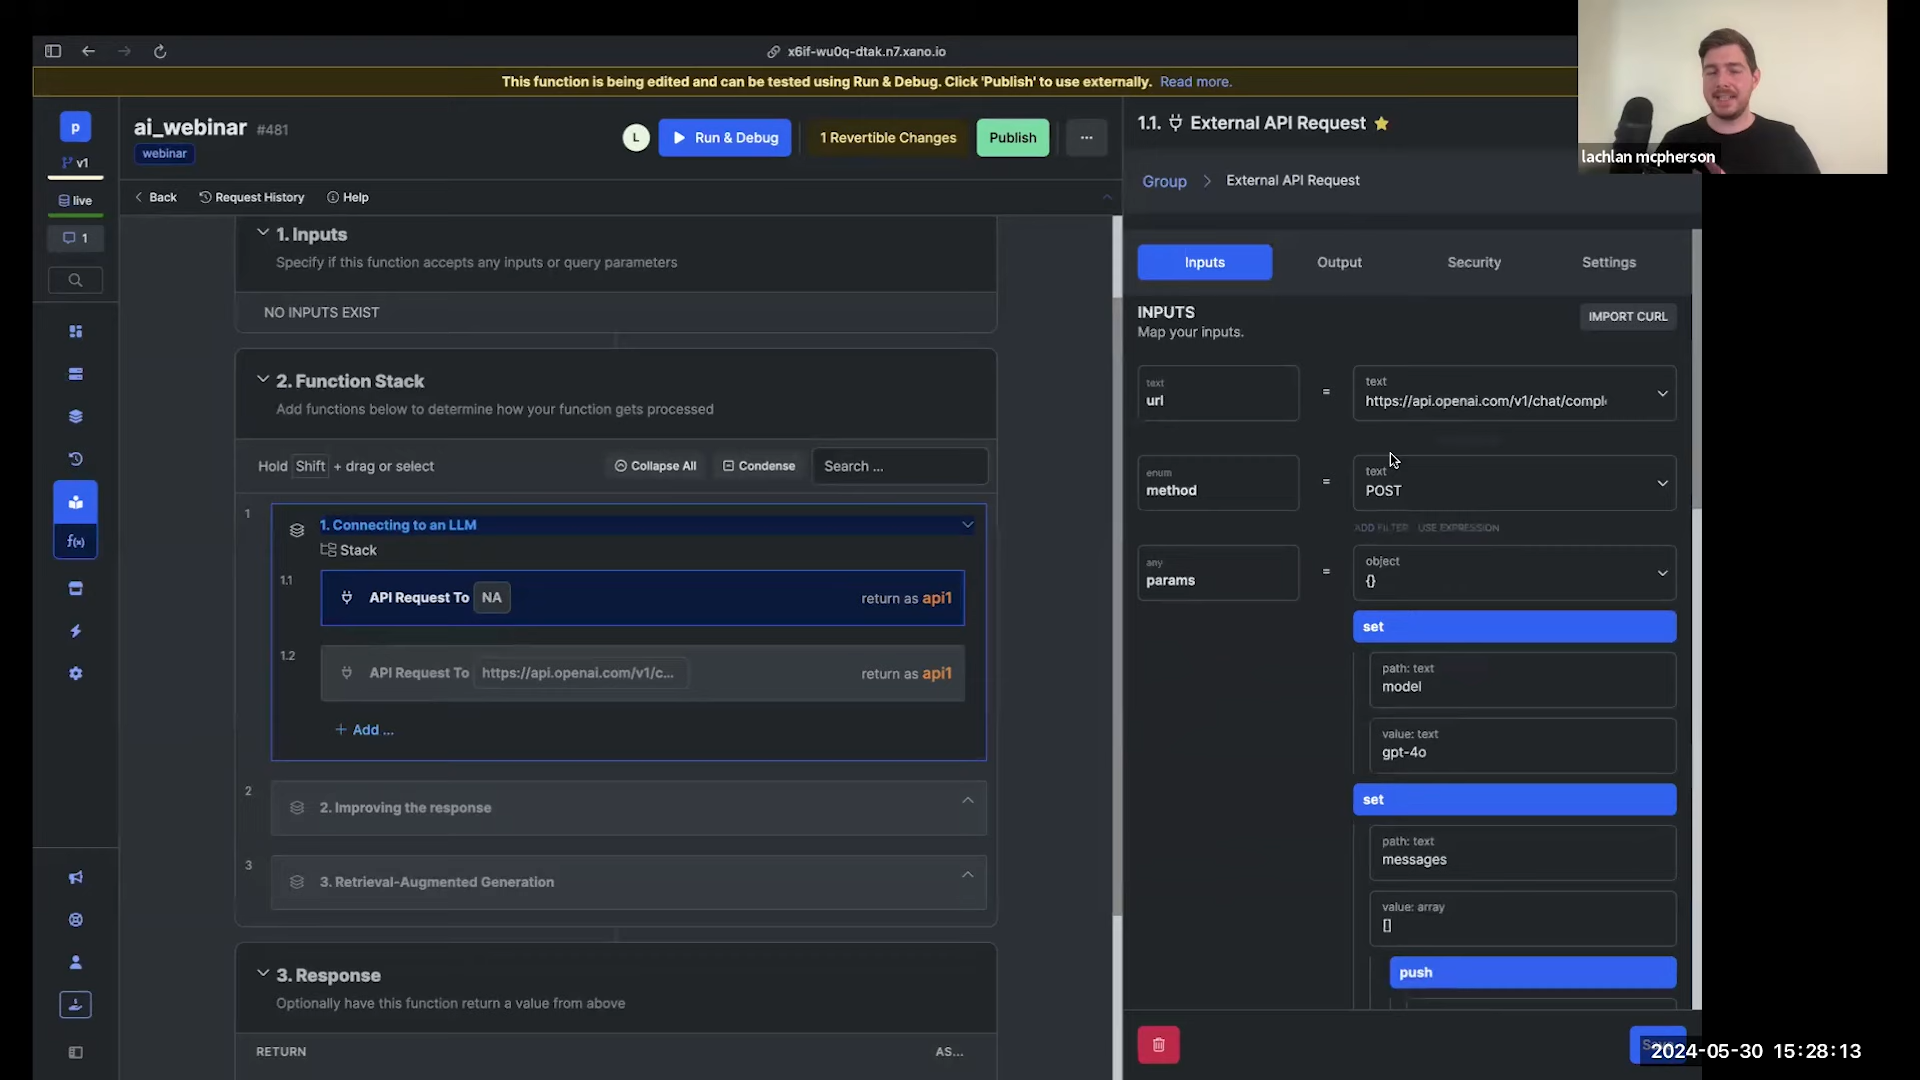 x6if-wu0q-dtak.n7.xano.io
This function is being edited and can be tested using Run & Debug. Click 'Publish' to use externally. Read more.
p
v1
live
1
f(x)
ai_webinar #481
webinar
L
Run & Debug
1 Revertible Changes
Publish
...
Back
Request History
Help
1. Inputs
Specify if this function accepts any inputs or query parameters
NO INPUTS EXIST
2. Function Stack
Add functions below to determine how your function gets processed
Hold Shift + drag or select
Collapse All
Condense
Search ...
1
1. Connecting to an LLM
Stack
1.1
API Request To NA
return as api1
1.2
API Request To https://api.openai.com/v1/c...
return as api1
+ Add ...
2
2. Improving the response
3
3. Retrieval-Augmented Generation
3. Response
Optionally have this function return a value from above
RETURN
AS...
1.1. External API Request
Group > External API Request
Inputs
Output
Security
Settings
INPUTS
Map your inputs.
IMPORT CURL
text
url
=
text
https://api.openai.com/v1/chat/compl
enum
method
=
text
POST
ADD FILTER USE EXPRESSION
any
params
=
object
{}
set
path: text
model
value: text
gpt-4o
set
path: text
messages
value: array
[]
push
lachlan mcpherson
2024-05-30 15:28:13